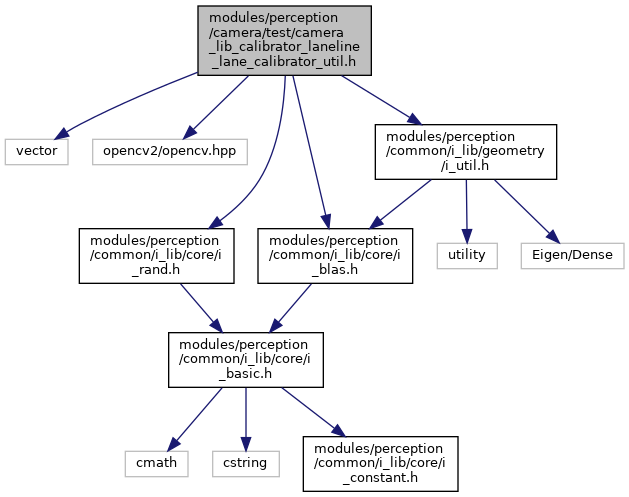 modules/perception
/camera/test/camera
_lib_calibrator_laneline
_lane_calibrator_util.h
vector
opencv2/opencv.hpp
modules/perception
/common/i_lib/geometry
/i_util.h
modules/perception
/common/i_lib/core/i
_rand.h
modules/perception
/common/i_lib/core/i
_blas.h
utility
Eigen/Dense
modules/perception
/common/i_lib/core/i
_basic.h
cmath
cstring
modules/perception
/common/i_lib/core/i
_constant.h